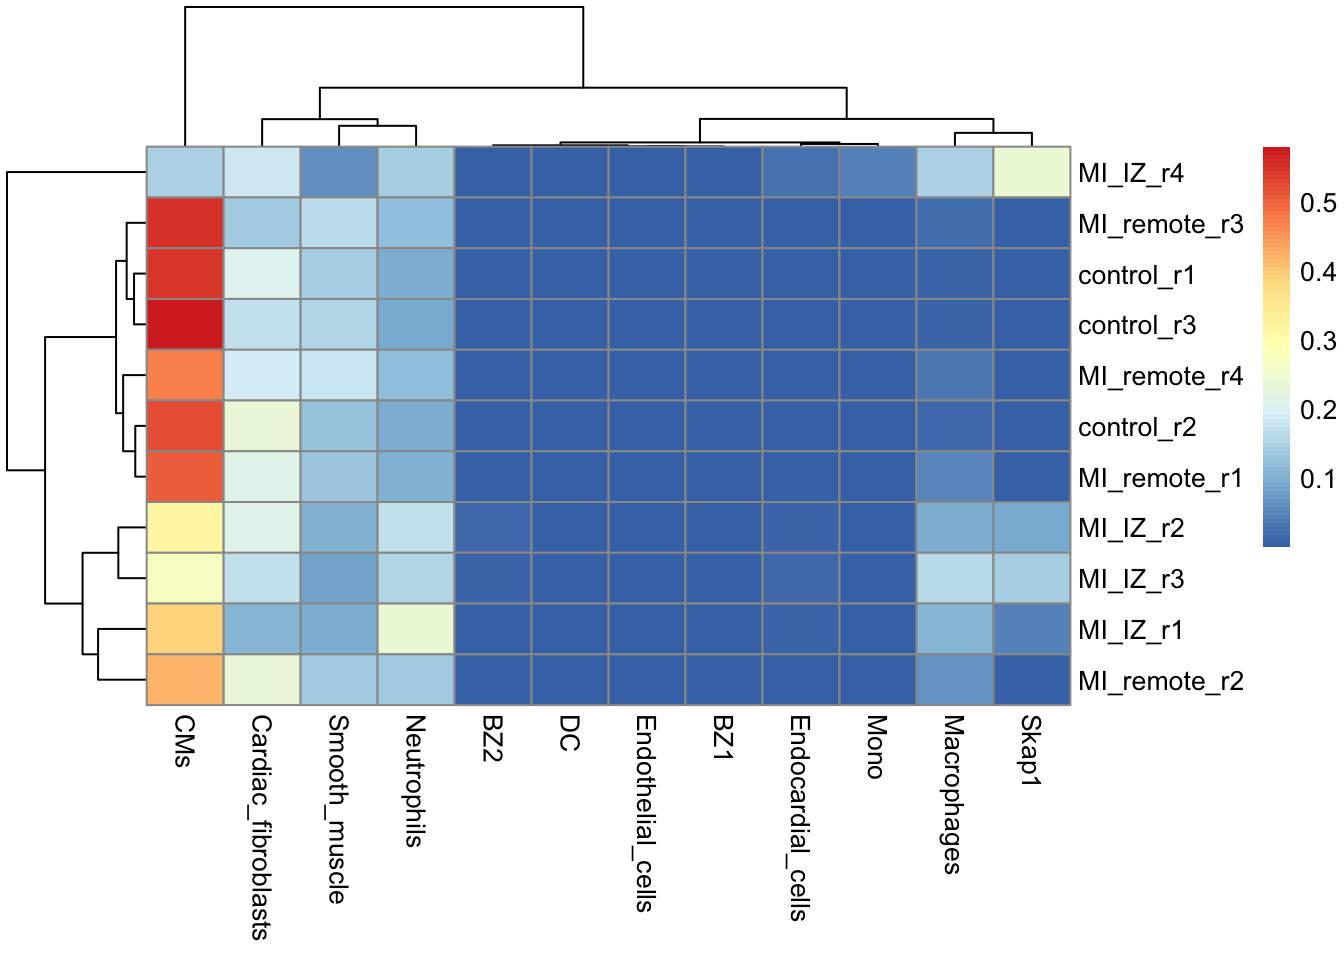 MI_IZ_r4
MI_remote_r3
control_r1
control_r3
MI_remote_r4
control_r2
MI_remote_r1
MI_IZ_r2
MI_IZ_r3
MI_IZ_r1
MI_remote_r2
0.5
0.4
0.3
0.2
0.1
CMs
Cardiac_fibroblasts
Smooth_muscle
Neutrophils
BZ2
DC
Endothelial_cells
BZ1
Endocardial_cells
Mono
Macrophages
Skap1